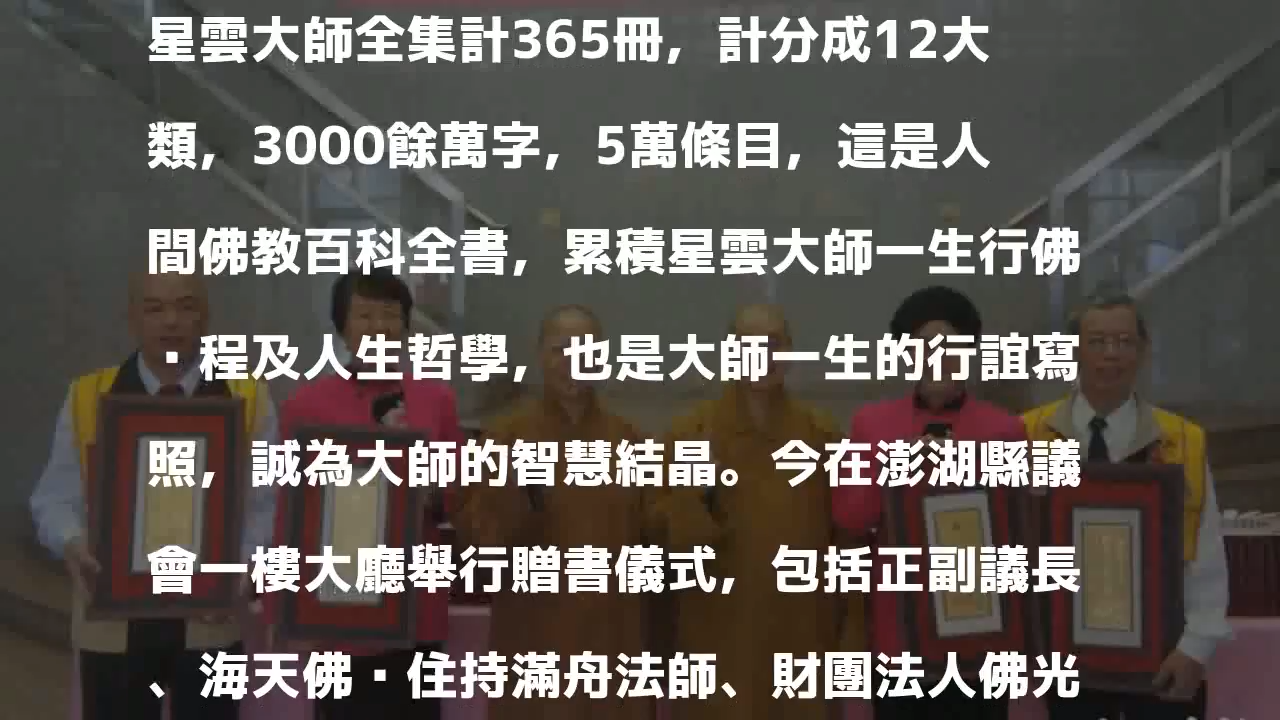 星雲大師全集計365冊，計分成12大
類，3000餘萬字，5萬條目，這是人
間佛教百科全書，累積星雲大師一生行佛
·程及人生哲學，也是大師一生的行誼寫
照，誠為大師的智慧結晶。今在澎湖縣議
會一樓大廳舉行贈書儀式，包括正副議長
、海天佛·住持滿舟法師、財團法人佛光